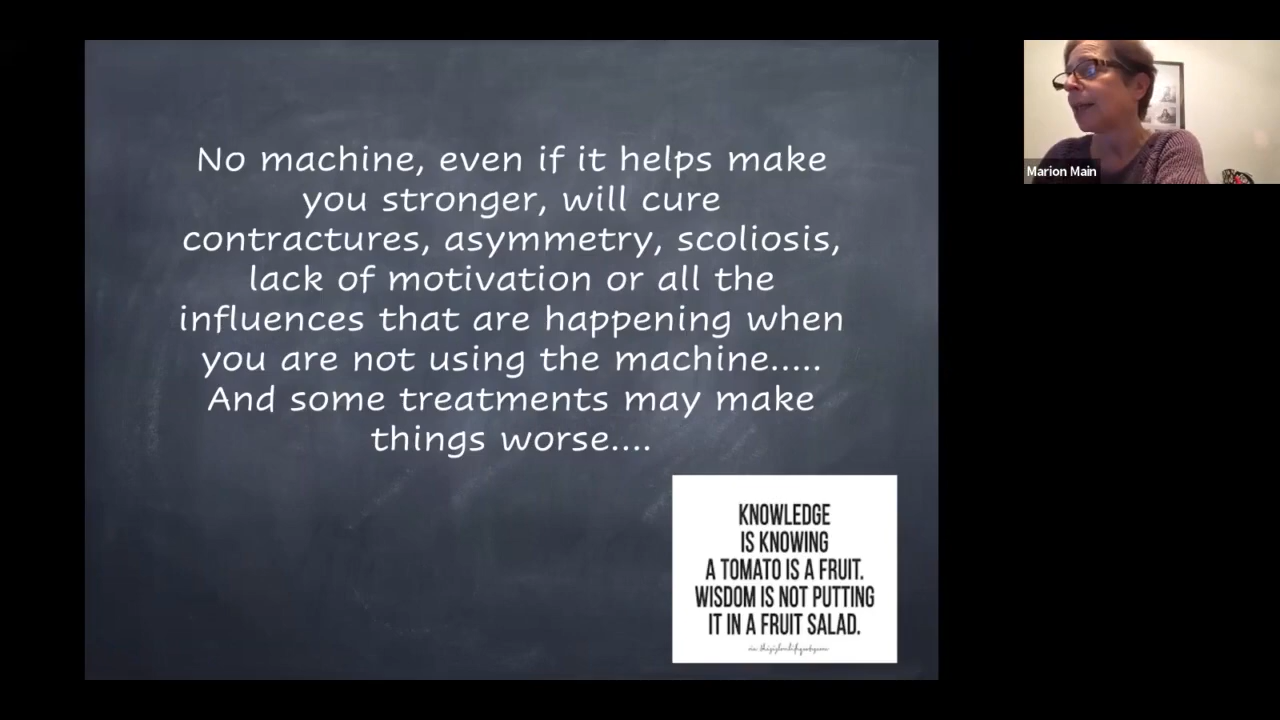 No machine, even if it helps make
you stronger, will cure
contractures, asymmetry, scoliosis,
lack of motivation or all the
influences that are happening when
you are not using the machine.....
And some treatments may make
things worse....
KNOWLEDGE
IS KNOWING
A TOMATO IS A FRUIT.
WISDOM IS NOT PUTTING
IT IN A FRUIT SALAD.
Marion Main